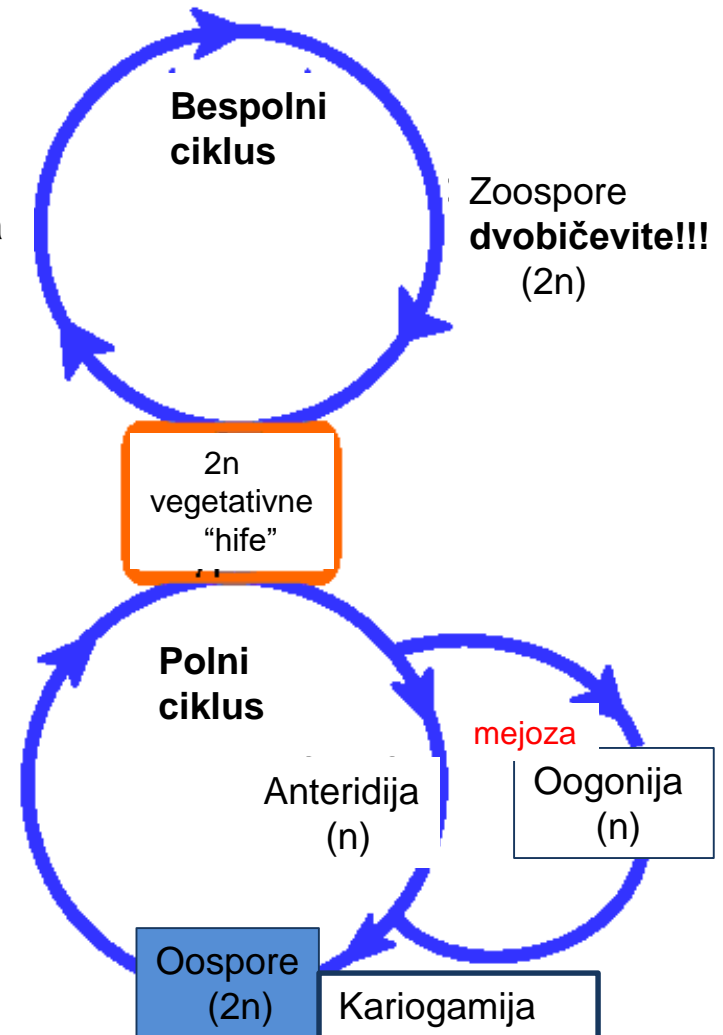 Bespolni
ciklus
Zoospore
dvobičevite!!!
(2n)
2n
vegetativne
“hife”
Polni
ciklus
mejoza
Anteridija
(n)
Oogonija
(n)
Oospore
(2n)
Kariogamija